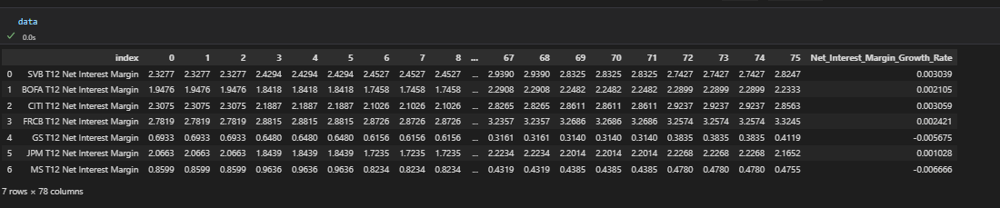 data
0.0s
index 0 1 2 3 4 5 6 7 8 ... 67 68 69 70 71 72 73 74 75 Net_Interest_Margin_Growth_Rate
0 SVB T12 Net Interest Margin 2.3277 2.3277 2.3277 2.4294 2.4294 2.4294 2.4527 2.4527 2.4527 ... 2.9390 2.9390 2.8325 2.8325 2.8325 2.7427 2.7427 2.7427 2.8247 0.003039
1 BOFA T12 Net Interest Margin 1.9476 1.9476 1.9476 1.8418 1.8418 1.8418 1.7458 1.7458 1.7458 ... 2.2908 2.2908 2.2482 2.2482 2.2482 2.2899 2.2899 2.2899 2.2333 0.002105
2 CITI T12 Net Interest Margin 2.3075 2.3075 2.3075 2.1887 2.1887 2.1887 2.1026 2.1026 2.1026 ... 2.8265 2.8265 2.8611 2.8611 2.8611 2.9237 2.9237 2.9237 2.8563 0.003059
3 FRCB T12 Net Interest Margin 2.7819 2.7819 2.7819 2.8815 2.8815 2.8815 2.8726 2.8726 2.8726 ... 3.2357 3.2357 3.2686 3.2686 3.2686 3.2574 3.2574 3.2574 3.3245 0.002421
4 GS T12 Net Interest Margin 0.6933 0.6933 0.6933 0.6480 0.6480 0.6480 0.6156 0.6156 0.6156 ... 0.3161 0.3161 0.3140 0.3140 0.3140 0.3835 0.3835 0.3835 0.4119 -0.005675
5 JPM T12 Net Interest Margin 2.0663 2.0663 2.0663 1.8439 1.8439 1.8439 1.7235 1.7235 1.7235 ... 2.2234 2.2234 2.2014 2.2014 2.2014 2.2268 2.2268 2.2268 2.1652 0.001028
6 MS T12 Net Interest Margin 0.8599 0.8599 0.8599 0.9636 0.9636 0.9636 0.8234 0.8234 0.8234 ... 0.4319 0.4319 0.4385 0.4385 0.4385 0.4780 0.4780 0.4780 0.4755 -0.006666
7 rows × 78 columns